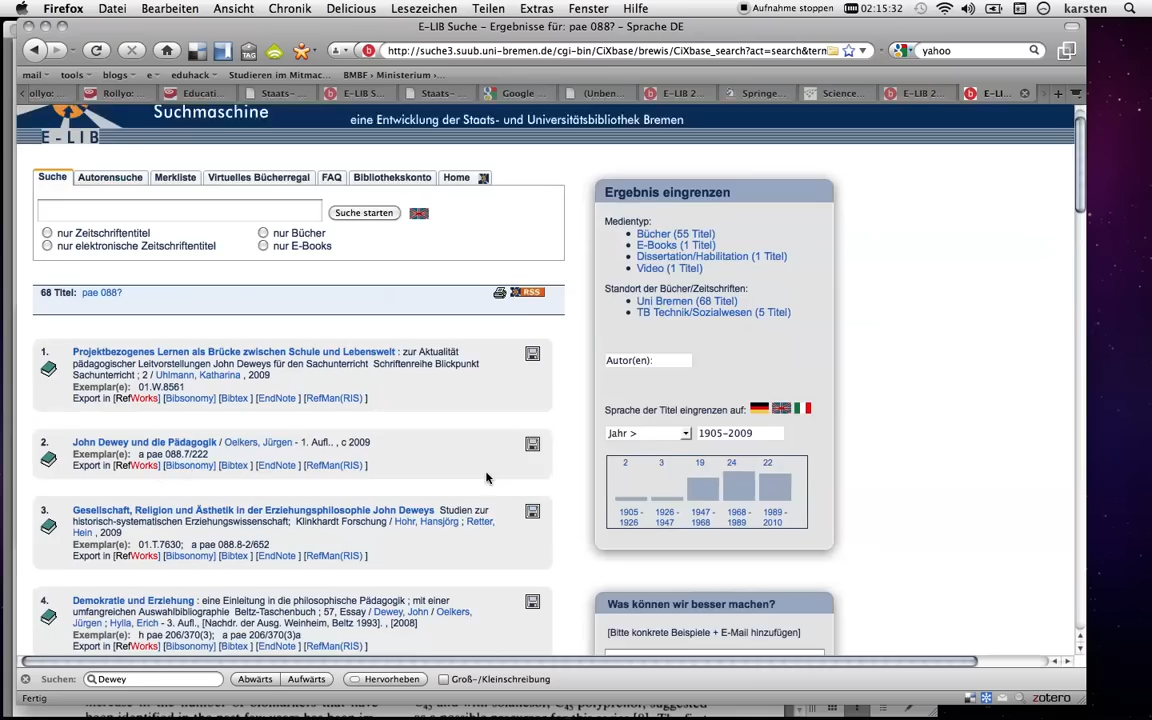 Firefox Datei Bearbeiten Ansicht Chronik Delicious Lesezeichen Teilen Extras Fenster Hilfe Aufnahme stoppen 02:15:32 karsten
E-LIB Suche - Ergebnisse für: pae 088? - Sprache DE
http://suche3.suub.uni-bremen.de/cgi-bin/CiXbase/brewis/CiXbase_search?act=search&term yahoo
mail tools blogs e eduhack Studieren im Mitmac... BMBF › Ministerium ›...
ollyo: ... Rollyo: ... Educati... Staats- ... E-LIB S... Staats- ... Google ... (Unben... E-LIB 2... Springe... Science... E-LIB 2... E-LI...
Suchmaschine
eine Entwicklung der Staats- und Universitätsbibliothek Bremen
E-LIB
Suche Autorensuche Merkliste Virtuelles Bücherregal FAQ Bibliothekskonto Home
Suche starten
nur Zeitschriftentitel nur Bücher
nur elektronische Zeitschriftentitel nur E-Books
68 Titel: pae 088? RSS
1. Projektbezogenes Lernen als Brücke zwischen Schule und Lebenswelt : zur Aktualität
pädagogischer Leitvorstellungen John Deweys für den Sachunterricht Schriftenreihe Blickpunkt
Sachunterricht ; 2 / Uhlmann, Katharina , 2009
Exemplar(e): 01.W.8561
Export in [RefWorks] [Bibsonomy] [Bibtex ] [EndNote ] [RefMan(RIS) ]
2. John Dewey und die Pädagogik / Oelkers, Jürgen - 1. Aufl.. , c 2009
Exemplar(e): a pae 088.7/222
Export in [RefWorks] [Bibsonomy] [Bibtex ] [EndNote ] [RefMan(RIS) ]
3. Gesellschaft, Religion und Ästhetik in der Erziehungsphilosophie John Deweys Studien zur
historisch-systematischen Erziehungswissenschaft; Klinkhardt Forschung / Hohr, Hansjörg ; Retter,
Hein , 2009
Exemplar(e): 01.T.7630; a pae 088.8-2/652
Export in [RefWorks] [Bibsonomy] [Bibtex ] [EndNote ] [RefMan(RIS) ]
4. Demokratie und Erziehung : eine Einleitung in die philosophische Pädagogik ; mit einer
umfangreichen Auswahlbibliographie Beltz-Taschenbuch ; 57, Essay / Dewey, John / Oelkers,
Jürgen ; Hylla, Erich - 3. Aufl., [Nachdr. der Ausg. Weinheim, Beltz 1993]. , [2008]
Exemplar(e): h pae 206/370(3); a pae 206/370(3)a
Export in [RefWorks] [Bibsonomy] [Bibtex ] [EndNote ] [RefMan(RIS) ]
Ergebnis eingrenzen
Medientyp:
Bücher (55 Titel)
E-Books (1 Titel)
Dissertation/Habilitation (1 Titel)
Video (1 Titel)
Standort der Bücher/Zeitschriften:
Uni Bremen (68 Titel)
TB Technik/Sozialwesen (5 Titel)
Autor(en):
Sprache der Titel eingrenzen auf:
Jahr > 1905-2009
2 3 19 24 22
1905 - 1926 - 1947 - 1968 - 1989 -
1926 1947 1968 1989 2010
Was können wir besser machen?
[Bitte konkrete Beispiele + E-Mail hinzufügen]
Suchen: Dewey Abwärts Aufwärts Hervorheben Groß-/Kleinschreibung
Fertig zotero